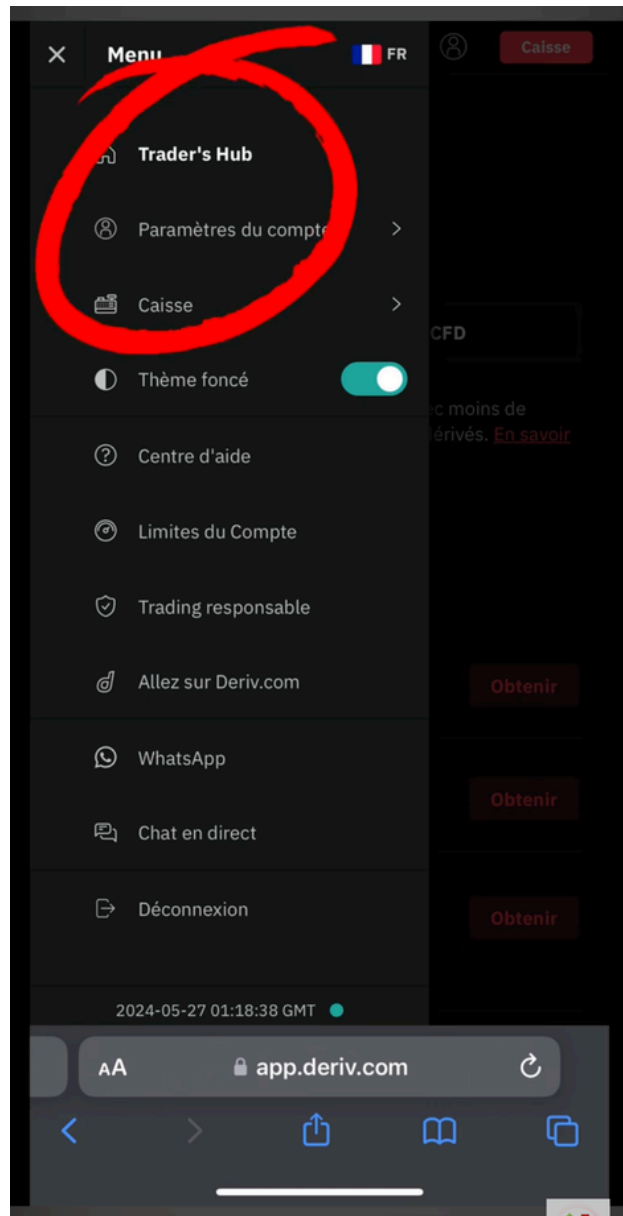 Menu
FR
Caisse
Trader's Hub
Paramètres du compte
Caisse
CFD
Thème foncé
ec moins de
dérivés. En savoir
Centre d'aide
Limites du Compte
Trading responsable
Allez sur Deriv.com
Obtenir
WhatsApp
Obtenir
Chat en direct
Déconnexion
Obtenir
2024-05-27 01:18:38 GMT
AA
app.deriv.com